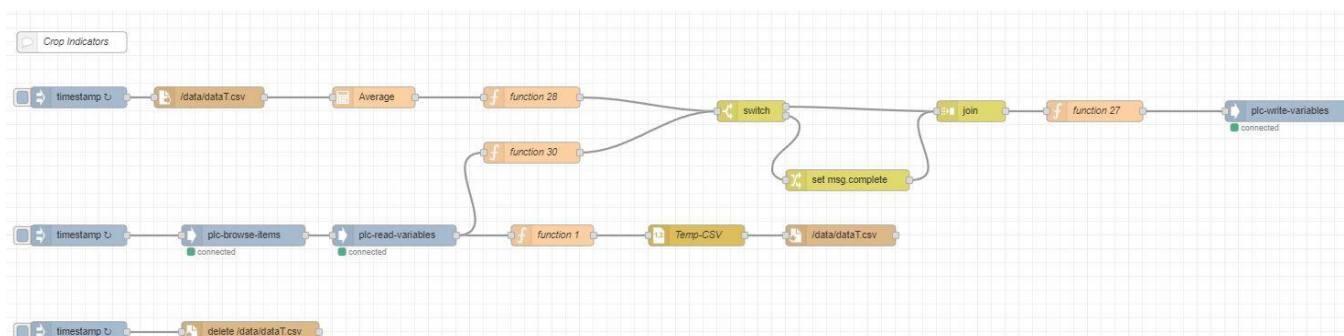 Crop Indicators
timestamp ↻
/data/dataT.csv
Average
function 28
switch
join
function 27
plc-write-variables
connected
function 30
set msg.complete
timestamp ↻
plc-browse-items
connected
plc-read-variables
connected
function 1
Temp-CSV
/data/dataT.csv
timestamp ↻
delete /data/dataT.csv